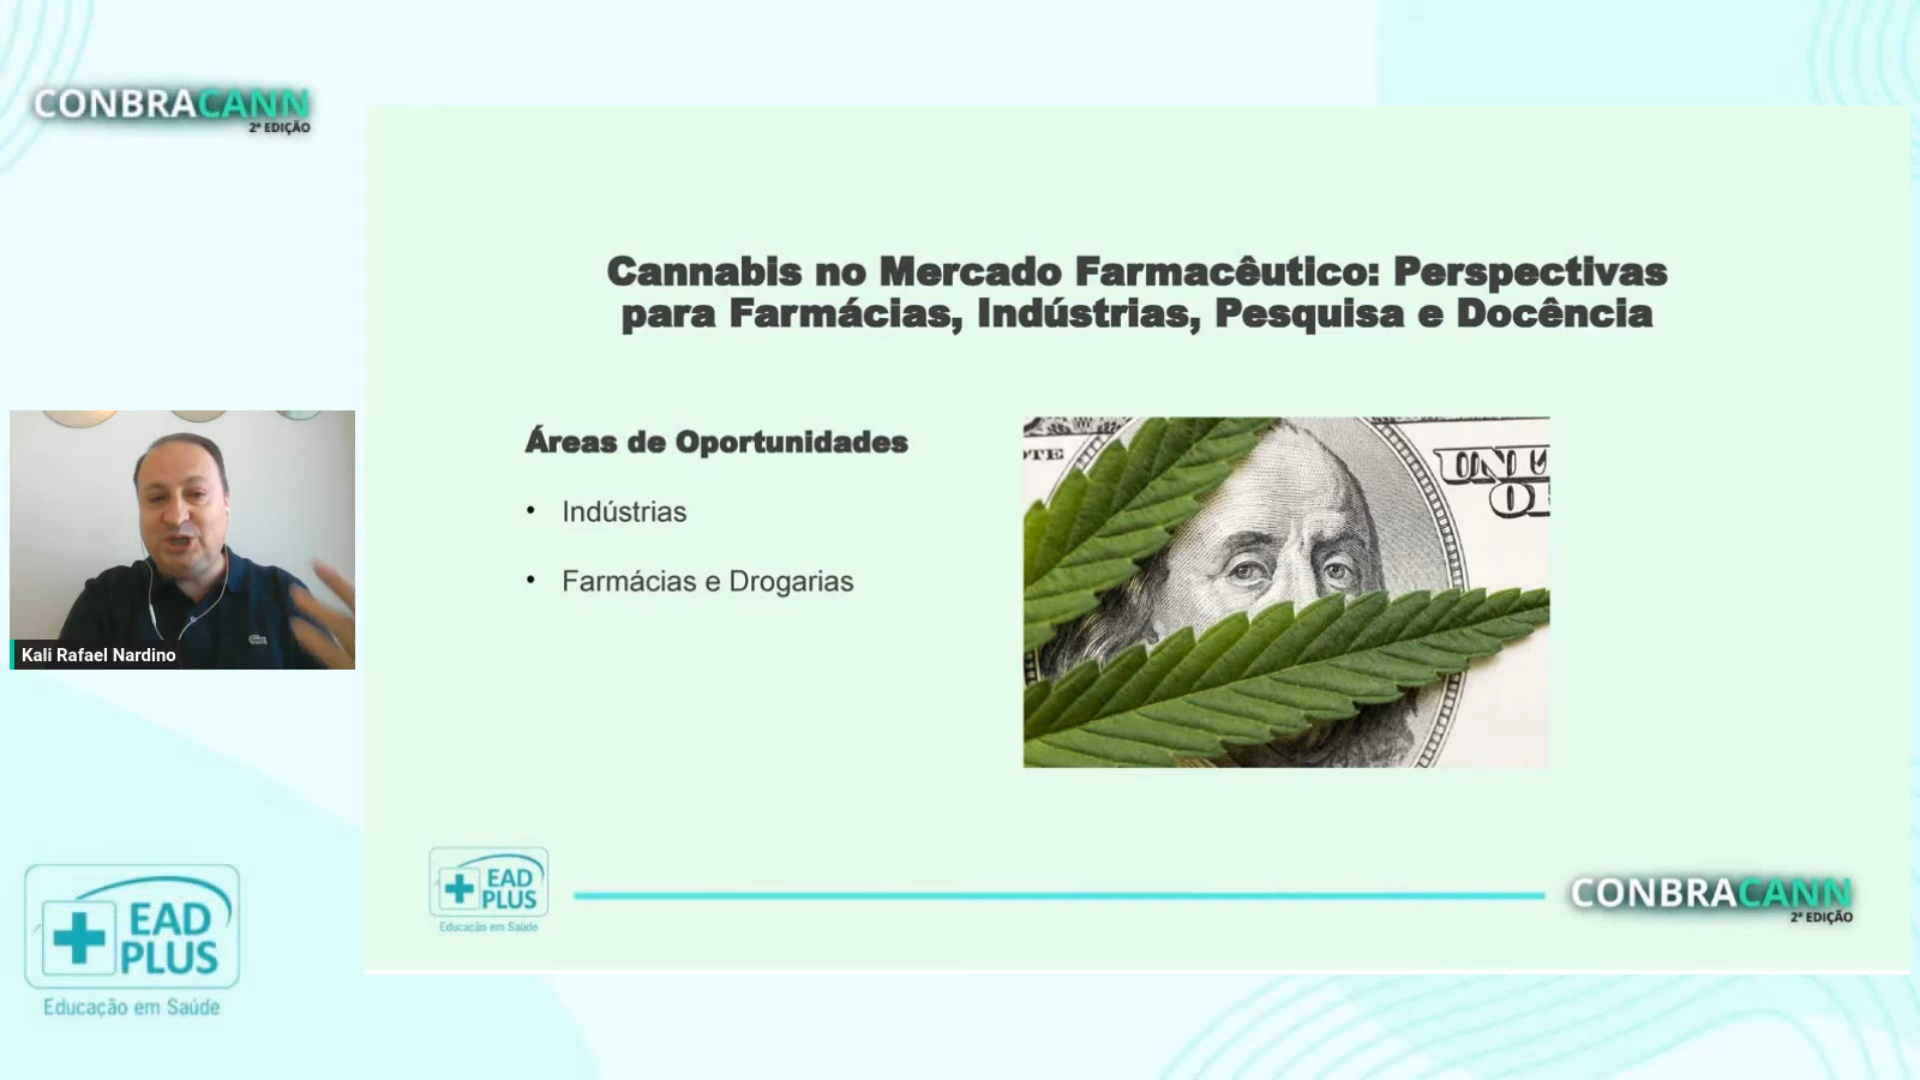 CONBRACANN
2ª EDIÇÃO
Cannabis no Mercado Farmacêutico: Perspectivas
para Farmácias, Indústrias, Pesquisa e Docência
Áreas de Oportunidades
• Indústrias
• Farmácias e Drogarias
Kali Rafael Nardino
EAD
PLUS
Educação em Saúde
CONBRACANN
2ª EDIÇÃO
EAD
PLUS
Educação em Saúde